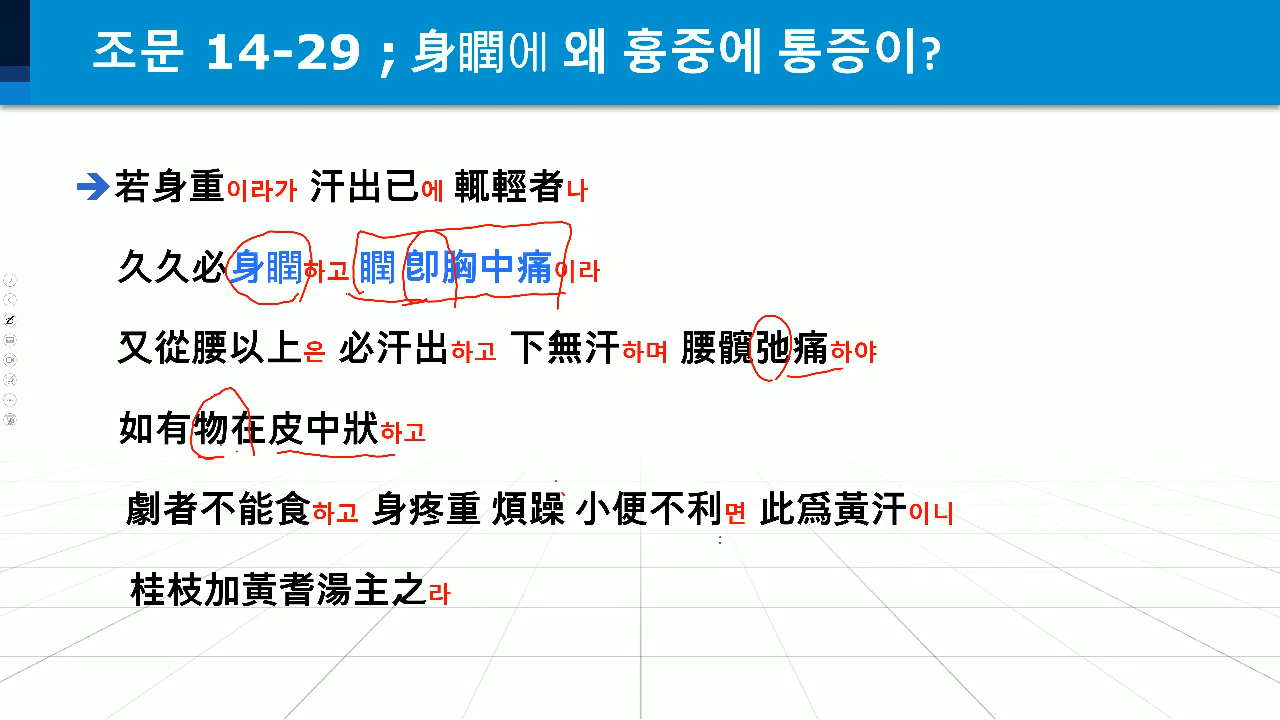 조문 14-29 ; 身瞤에 왜 흉중에 통증이?
若身重이라가 汗出已에 輒輕者나
久久必身瞤하고 瞤 卽胸中痛이라
又從腰以上은 必汗出하고 下無汗하며 腰髖弛痛하야
如有物在皮中狀하고
劇者不能食하고 身疼重 煩躁 小便不利면 此爲黃汗이니
桂枝加黃耆湯主之라